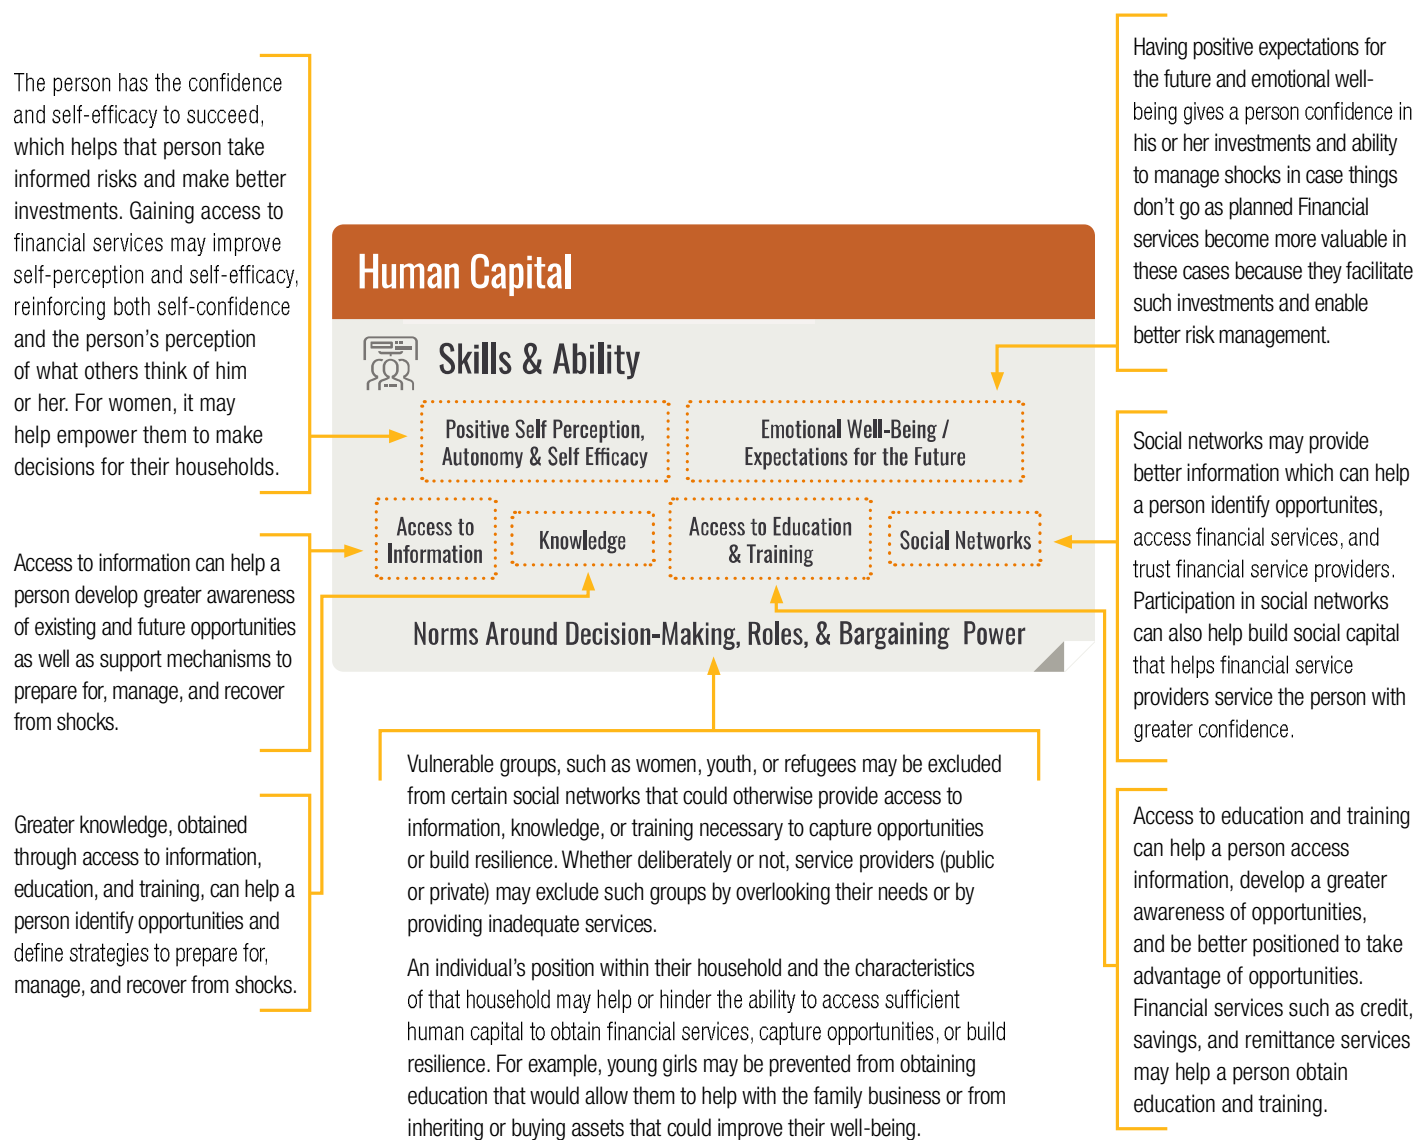 The person has the confidence
and self-efficacy to succeed,
which helps that person take
informed risks and make better
investments. Gaining access to
financial services may improve
self-perception and self-efficacy,
reinforcing both self-confidence
and the person's perception
of what others think of him
or her. For women, it may
help empower them to make
decisions for their households.
Access to information can help a
person develop greater awareness
of existing and future opportunities
as well as support mechanisms to
prepare for, manage, and recover
from shocks.
Greater knowledge, obtained
through access to information,
education, and training, can help a
person identify opportunities and
define strategies to prepare for,
manage, and recover from shocks.
Human Capital
Skills & Ability
Positive Self Perception,
Autonomy & Self Efficacy
Emotional Well-Being /
Expectations for the Future
Access to
Information
Knowledge
Access to Education
& Training
Social Networks
Norms Around Decision-Making, Roles, & Bargaining Power
Vulnerable groups, such as women, youth, or refugees may be excluded
from certain social networks that could otherwise provide access to
information, knowledge, or training necessary to capture opportunities
or build resilience. Whether deliberately or not, service providers (public
or private) may exclude such groups by overlooking their needs or by
providing inadequate services.
An individual's position within their household and the characteristics
of that household may help or hinder the ability to access sufficient
human capital to obtain financial services, capture opportunities, or build
resilience. For example, young girls may be prevented from obtaining
education that would allow them to help with the family business or from
inheriting or buying assets that could improve their well-being.
Having positive expectations for
the future and emotional well-
being gives a person confidence in
his or her investments and ability
to manage shocks in case things
don't go as planned Financial
services become more valuable in
these cases because they facilitate
such investments and enable
better risk management.
Social networks may provide
better information which can help
a person identify opportunites,
access financial services, and
trust financial service providers.
Participation in social networks
can also help build social capital
that helps financial service
providers service the person with
greater confidence.
Access to education and training
can help a person access
information, develop a greater
awareness of opportunities,
and be better positioned to take
advantage of opportunities.
Financial services such as credit,
savings, and remittance services
may help a person obtain
education and training.